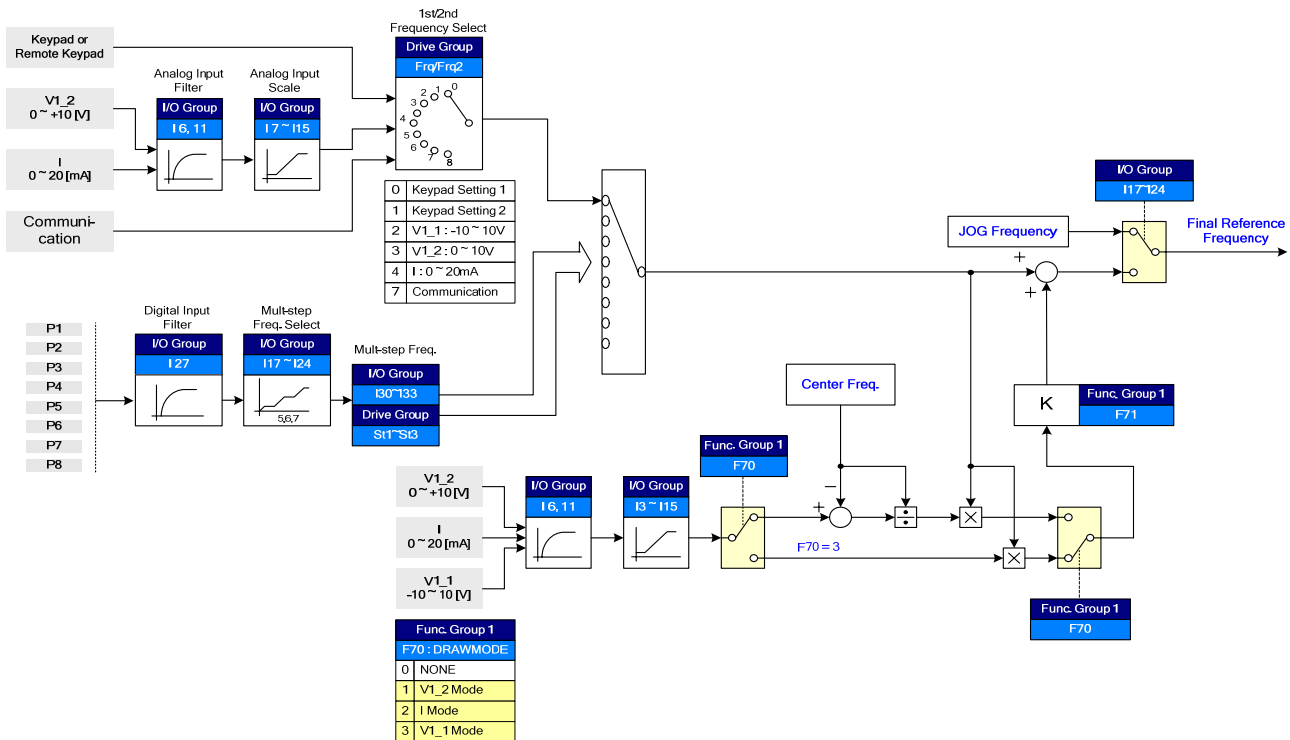 1st/2nd
Frequency Select
Drive Group
Frq/Frq2
0
1
2
3
4
5
6
7
8
Keypad or
Remote Keypad
Analog Input
Filter
I/O Group
I 6, 11
Analog Input
Scale
I/O Group
I 7 ~ I15
V1_2
0 ~ +10 [V]
I
0 ~ 20 [mA]
Communi-
cation
0 Keypad Setting 1
1 Keypad Setting 2
2 V1_1 : -10 ~ 10V
3 V1_2 : 0 ~ 10V
4 I : 0 ~ 20mA
7 Communication
I/O Group
I17~I24
JOG Frequency
Final Reference
Frequency
+
+
P1
P2
P3
P4
P5
P6
P7
P8
Digital Input
Filter
I/O Group
I 27
Mult-step
Freq. Select
I/O Group
I17 ~ I24
5,6,7
Mult-step Freq.
I/O Group
I30~I33
Drive Group
St1~St3
Center Freq.
K
Func. Group 1
F71
V1_2
0 ~ +10 [V]
I
0 ~ 20 [mA]
V1_1
-10 ~ 10 [V]
I/O Group
I 6, 11
I/O Group
I3 ~ I15
Func. Group 1
F70
−
+
÷
×
F70 = 3
×
Func. Group 1
F70
Func. Group 1
F70 : DRAWMODE
0 NONE
1 V1_2 Mode
2 I Mode
3 V1_1 Mode